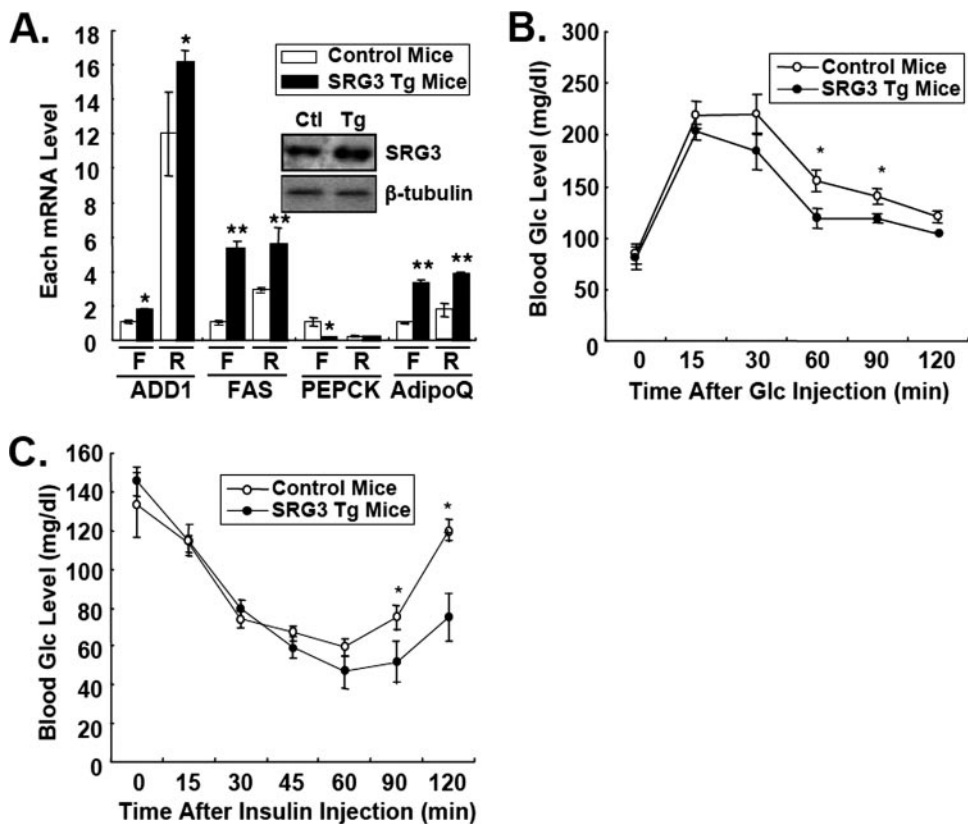 A.
Each mRNA Level
18
16
14
12
10
8
6
4
2
0
Control Mice
SRG3 Tg Mice
Ctl Tg
SRG3
β-tubulin
* * ** ** * ** **
F R F R F R F R
ADD1 FAS PEPCK AdipoQ
B.
Blood Glc Level (mg/dl)
300
250
200
150
100
50
0
Control Mice
SRG3 Tg Mice
* *
0 15 30 60 90 120
Time After Glc Injection (min)
C.
Blood Glc Level (mg/dl)
160
140
120
100
80
60
40
20
0
Control Mice
SRG3 Tg Mice
* *
0 15 30 45 60 90 120
Time After Insulin Injection (min)